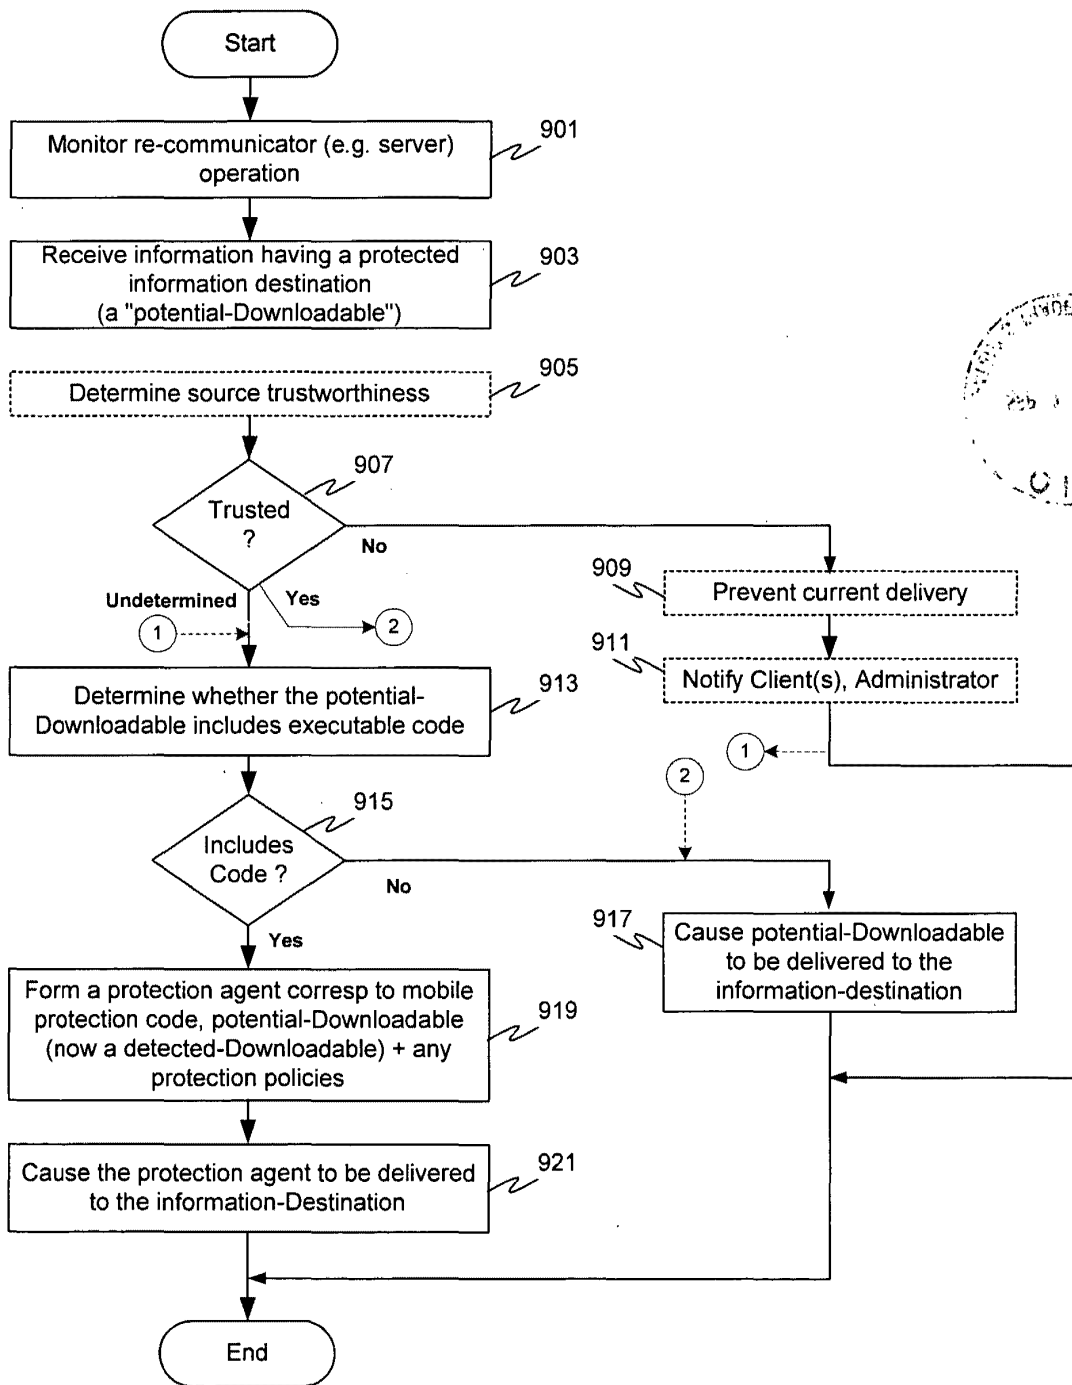 Start
Monitor re-communicator (e.g. server)
operation
901
Receive information having a protected
information destination
(a "potential-Downloadable")
903
Determine source trustworthiness
905
907
Trusted
?
No
Undetermined
Yes
1
2
909
Prevent current delivery
911
Notify Client(s), Administrator
Determine whether the potential-
Downloadable includes executable code
913
1
2
915
Includes
Code ?
No
Yes
917
Cause potential-Downloadable
to be delivered to the
information-destination
Form a protection agent corresp to mobile
protection code, potential-Downloadable
(now a detected-Downloadable) + any
protection policies
919
Cause the protection agent to be delivered
to the information-Destination
921
End